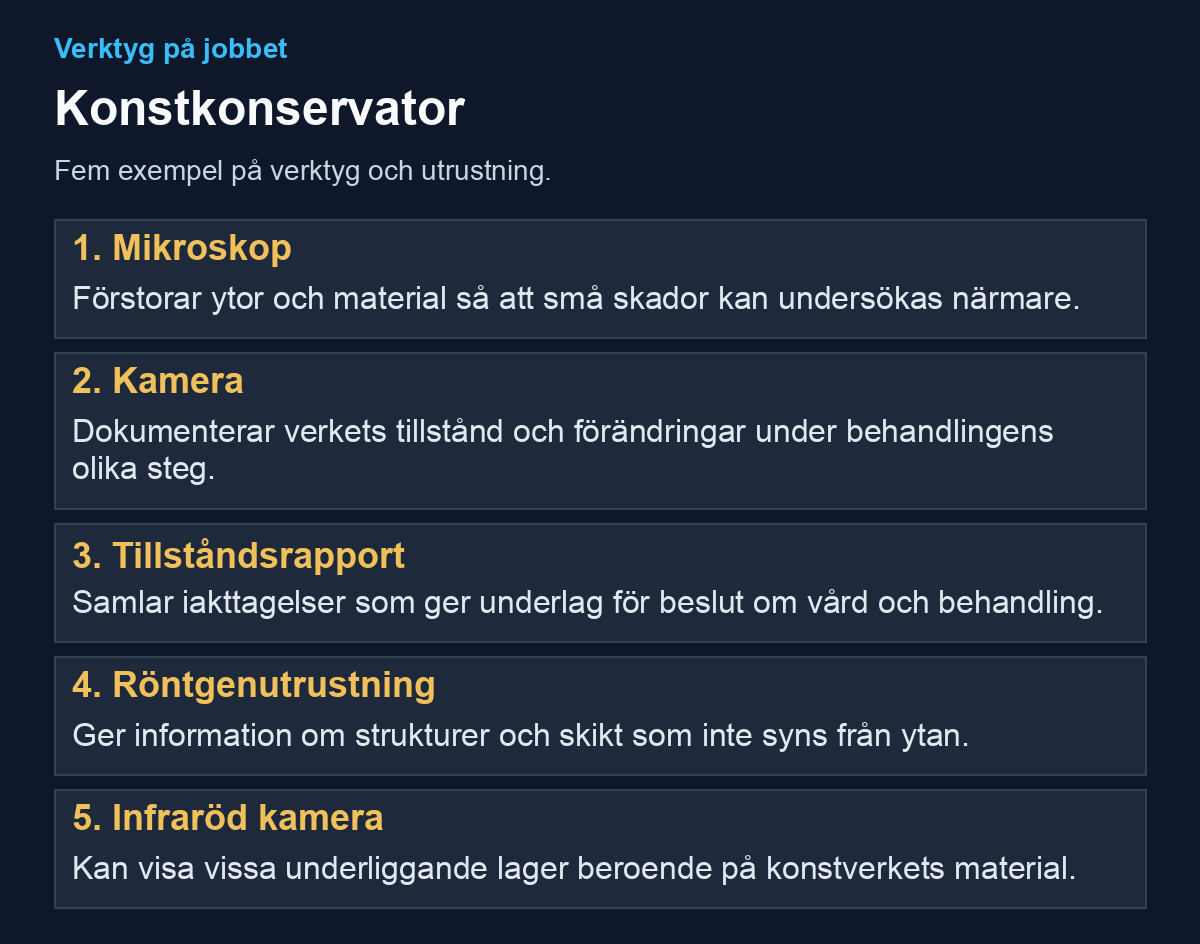 Verktyg på jobbet
Konstkonservator
Fem exempel på verktyg och utrustning.
1. Mikroskop
Förstorar ytor och material så att små skador kan undersökas närmare.
2. Kamera
Dokumenterar verkets tillstånd och förändringar under behandlingens
olika steg.
3. Tillståndsrapport
Samlar iakttagelser som ger underlag för beslut om vård och behandling.
4. Röntgenutrustning
Ger information om strukturer och skikt som inte syns från ytan.
5. Infraröd kamera
Kan visa vissa underliggande lager beroende på konstverkets material.